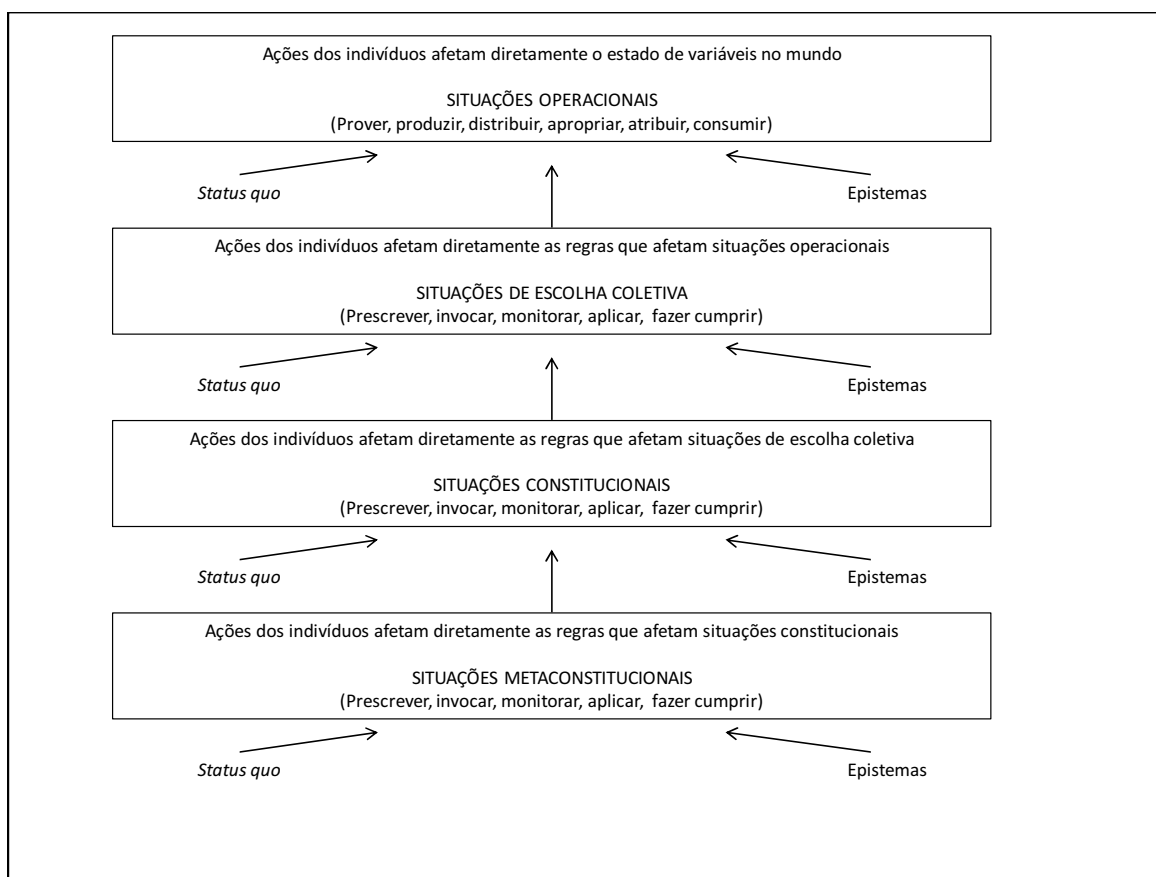 Ações dos indivíduos afetam diretamente o estado de variáveis no mundo
SITUAÇÕES OPERACIONAIS
(Prover, produzir, distribuir, apropriar, atribuir, consumir)
Status quo
Epistemas
Ações dos indivíduos afetam diretamente as regras que afetam situações operacionais
SITUAÇÕES DE ESCOLHA COLETIVA
(Prescrever, invocar, monitorar, aplicar, fazer cumprir)
Status quo
Epistemas
Ações dos indivíduos afetam diretamente as regras que afetam situações de escolha coletiva
SITUAÇÕES CONSTITUCIONAIS
(Prescrever, invocar, monitorar, aplicar, fazer cumprir)
Status quo
Epistemas
Ações dos indivíduos afetam diretamente as regras que afetam situações constitucionais
SITUAÇÕES METACONSTITUCIONAIS
(Prescrever, invocar, monitorar, aplicar, fazer cumprir)
Status quo
Epistemas